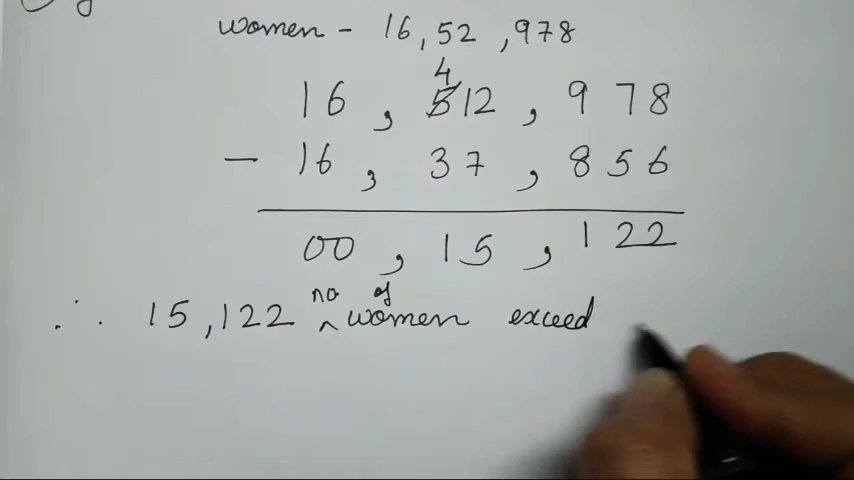 women - 16,52,978
4
16,512,978
- 16,37,856
00,15,122
no of
∴ 15,122 ^ women exceed